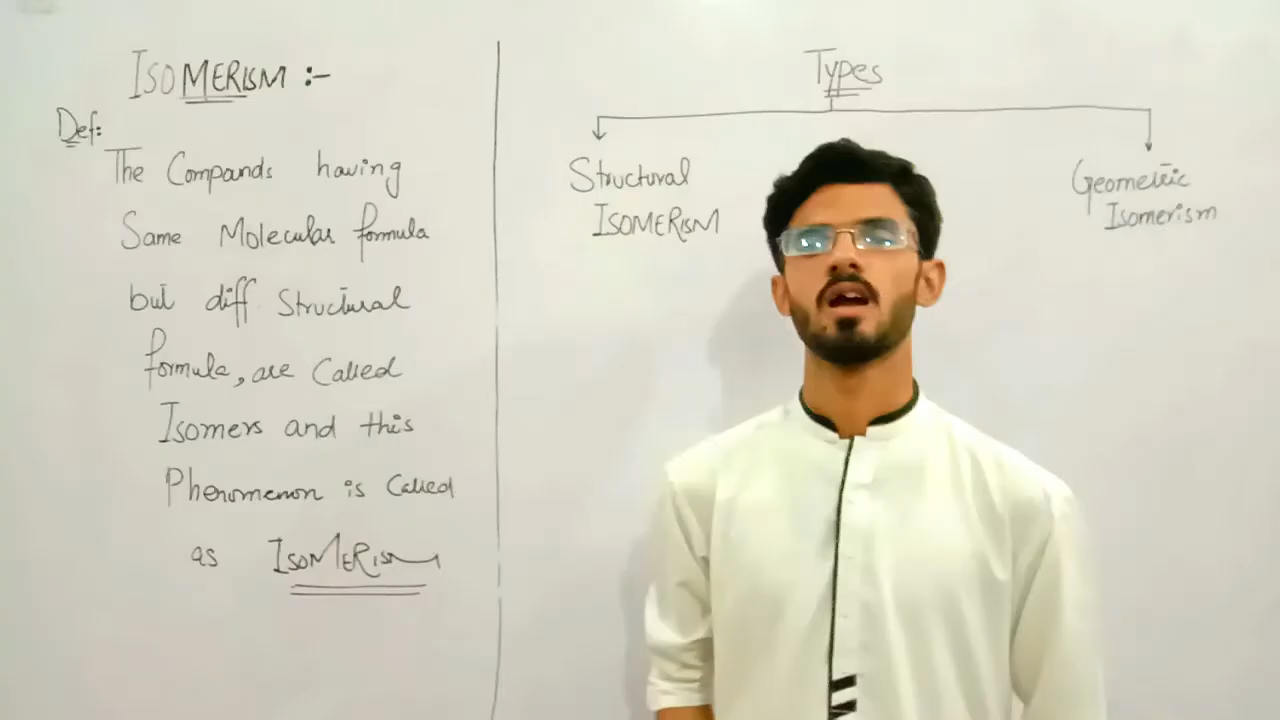 ISOMERISM :-
Def:
The Compands having
Same Molecular formula
but diff Structural
formula, are Called
Isomers and this
Phenomenon is Called
as ISOMERISM
Types
Structural
ISOMERISM
Geometric
Isomerism